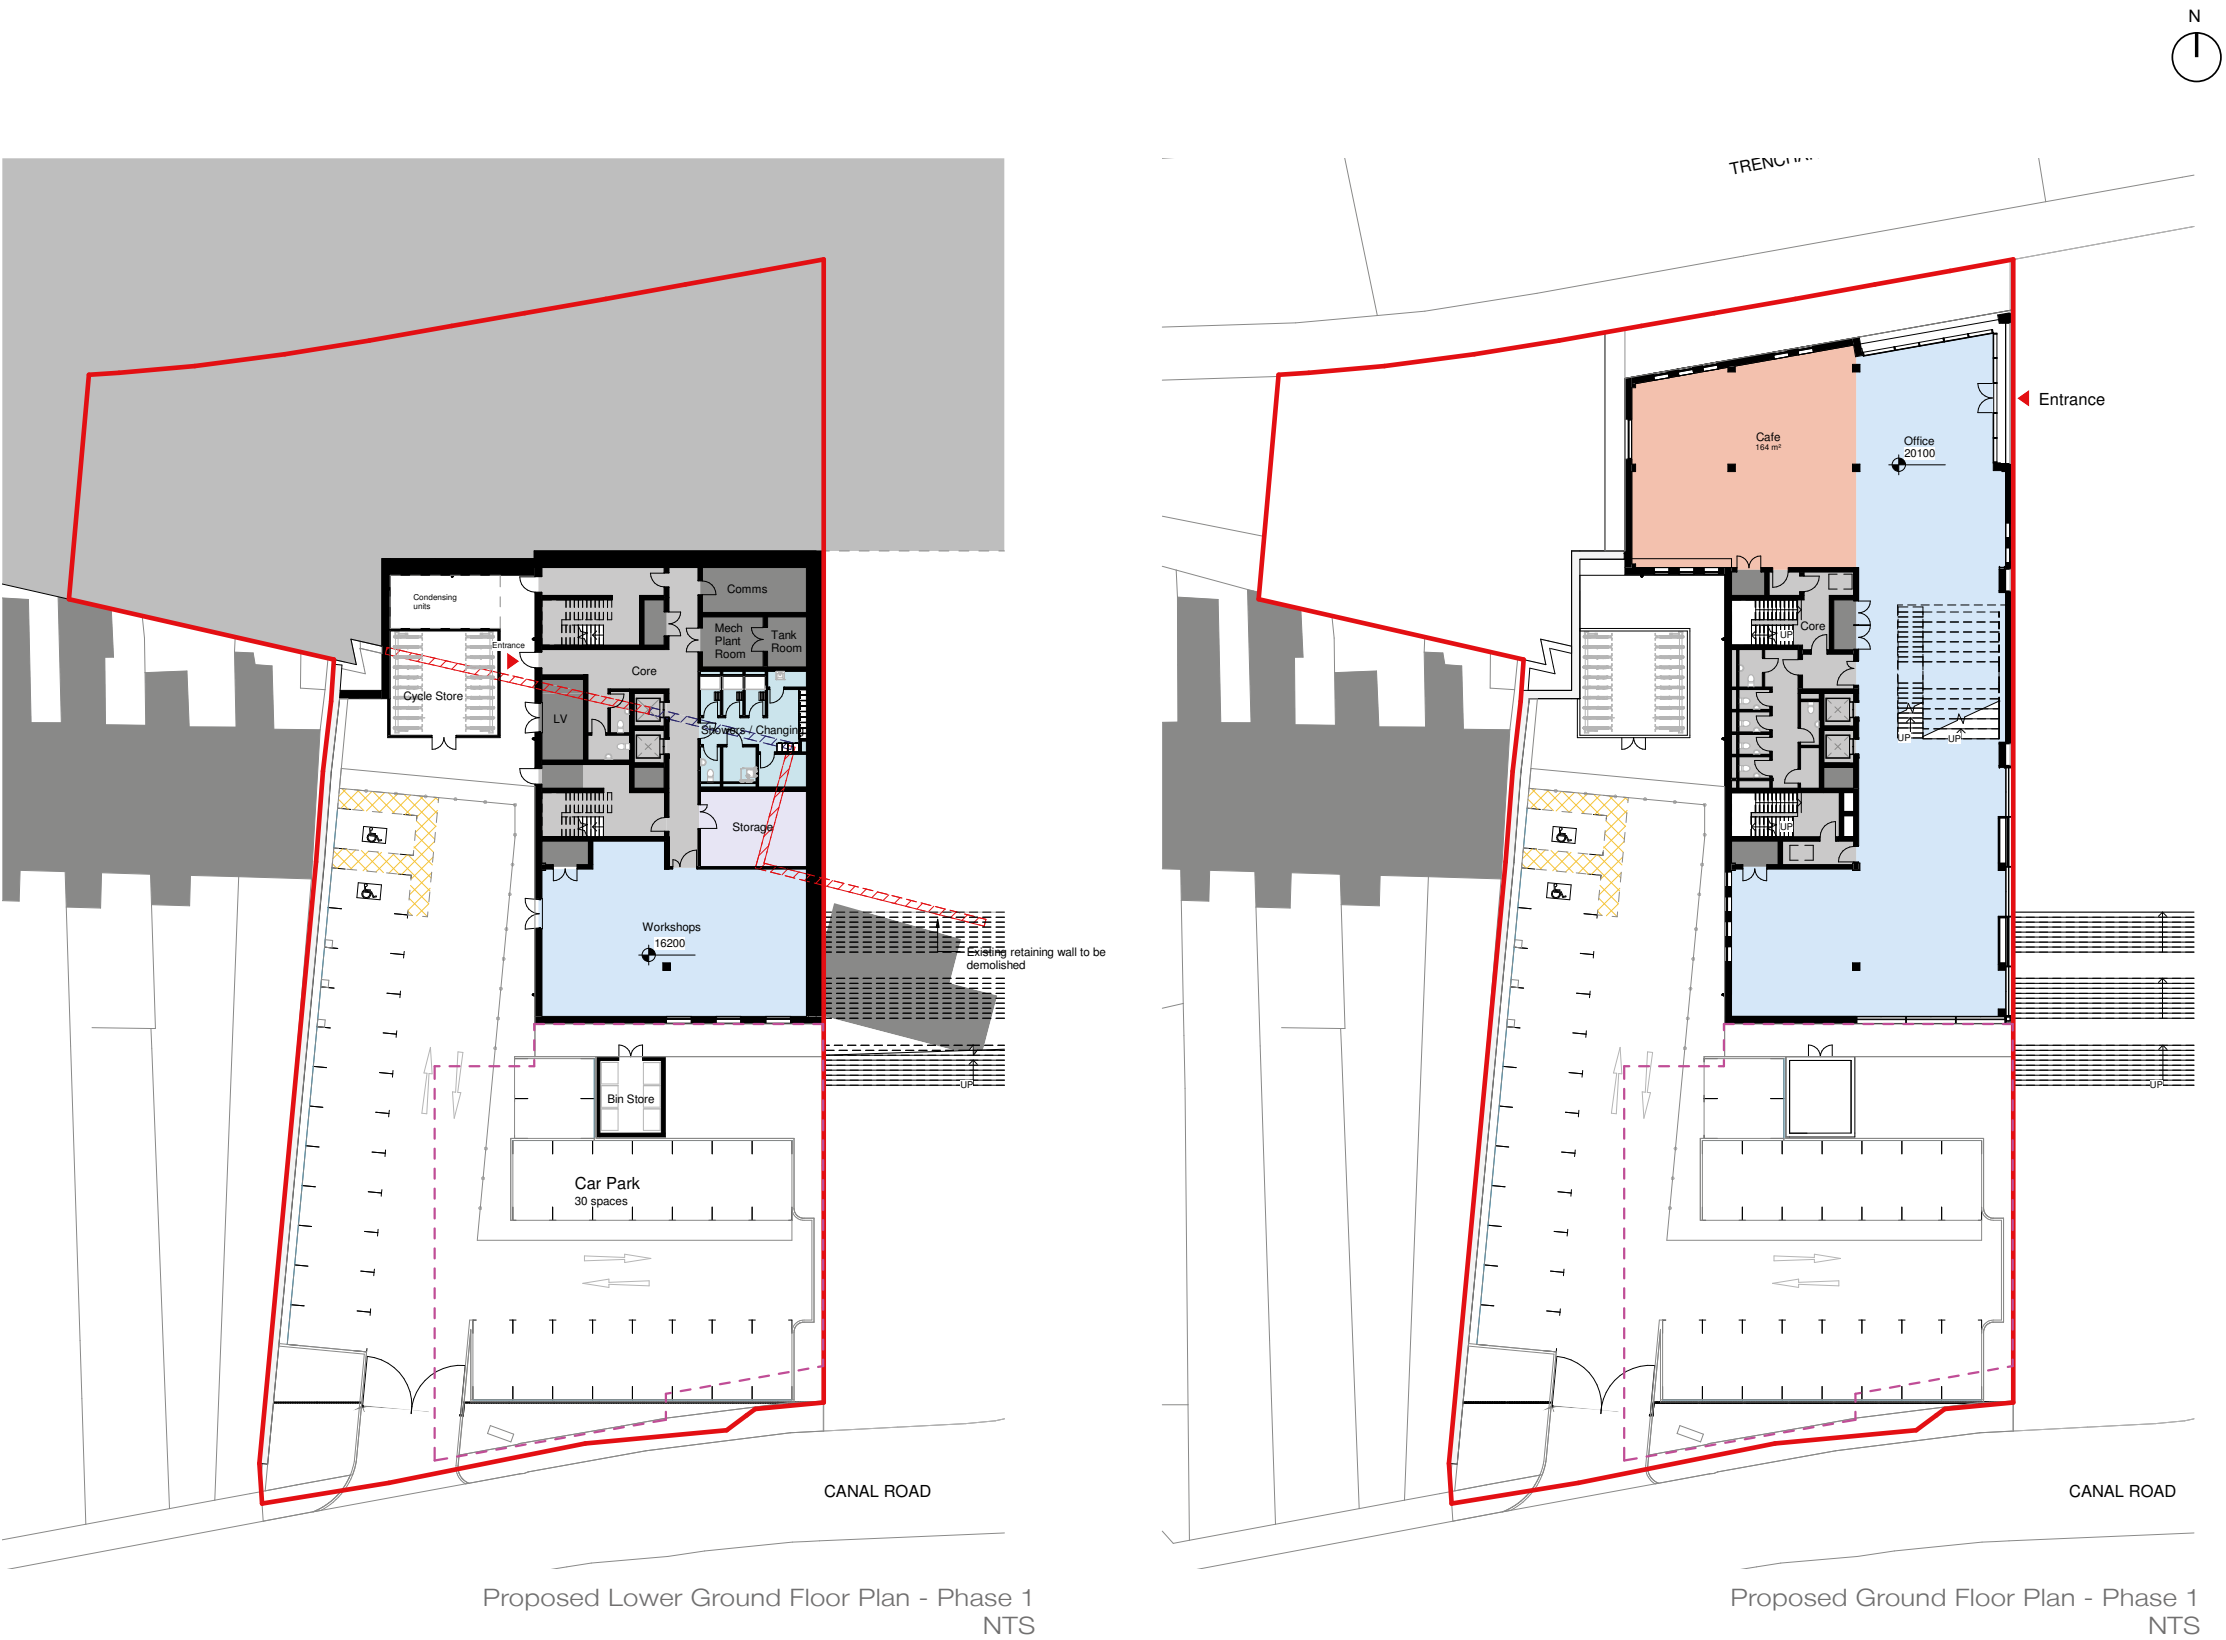 N
Condensing
units
Entrance
Cycle Store
Comms
Mech
Plant
Room
Tank
Room
Core
LV
Showers / Changing
Storage
Workshops
16200
Existing retaining wall to be
demolished
UP
Bin Store
Car Park
30 spaces
CANAL ROAD
Proposed Lower Ground Floor Plan - Phase 1
NTS
Entrance
Cafe
164 m²
Office
20100
Core
UP
UP
UP
UP
UP
CANAL ROAD
Proposed Ground Floor Plan - Phase 1
NTS